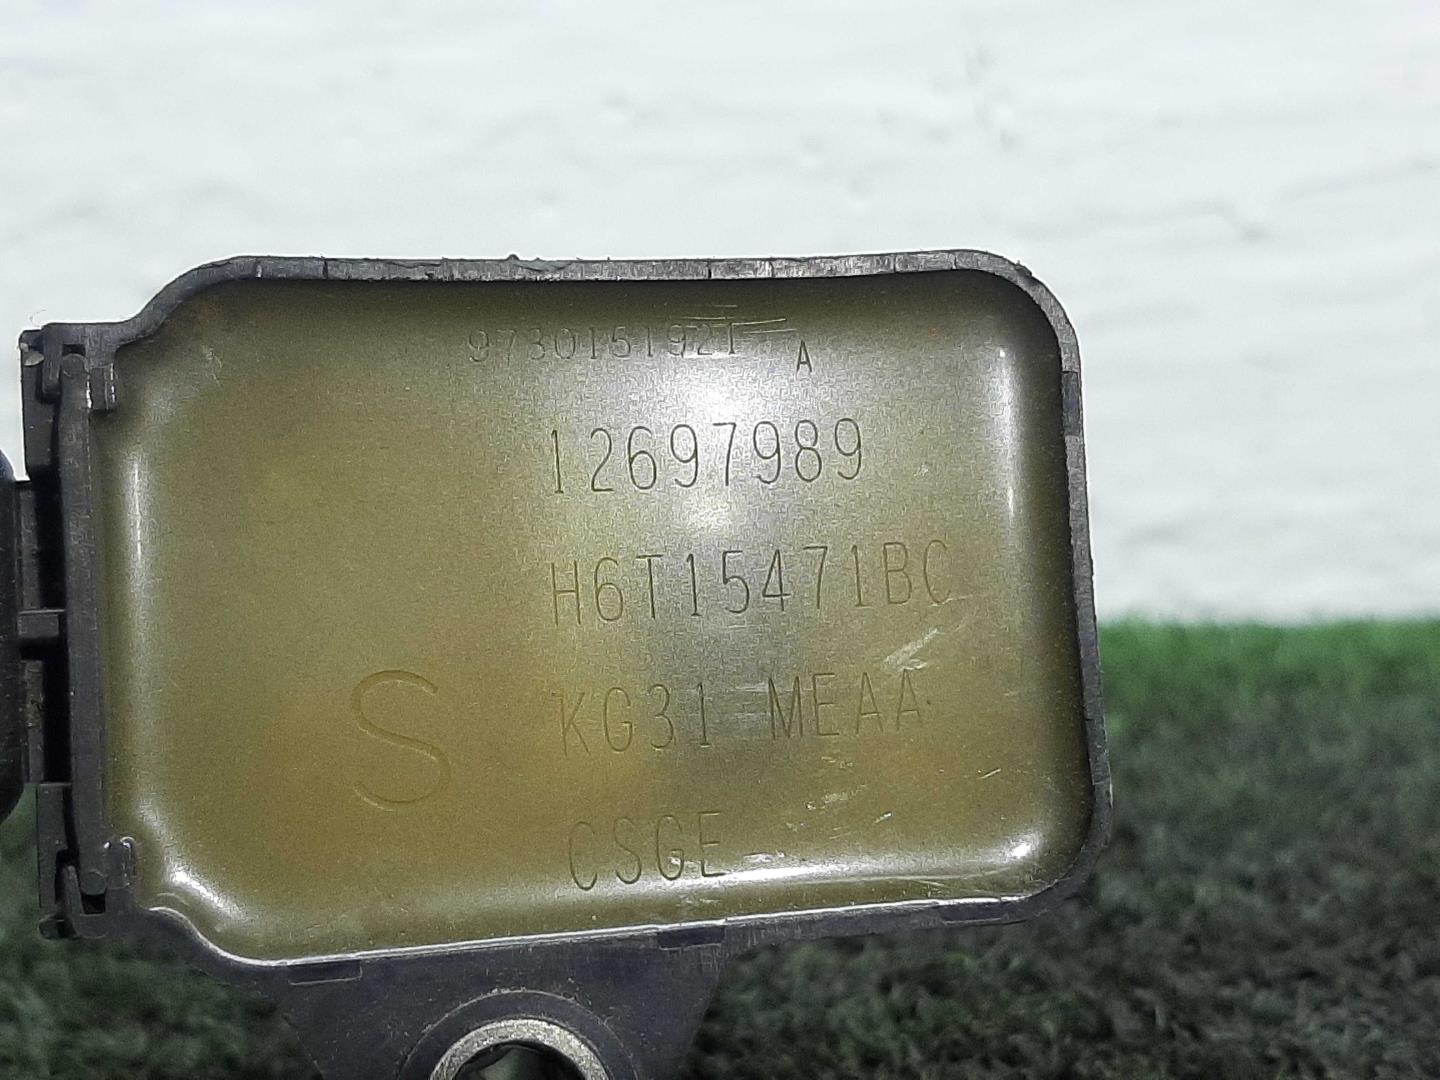 9730151921 A
12697989
H6T15471BC
S KG31 MEAA
CSGE